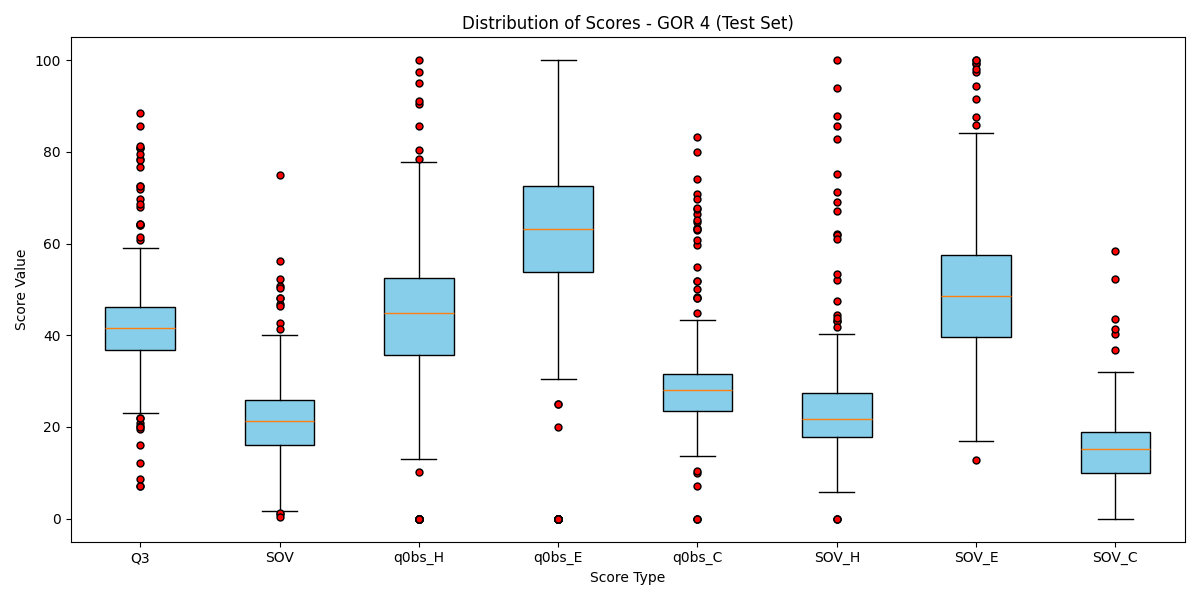 Distribution of Scores - GOR 4 (Test Set)
Score Value
100
80
60
40
20
0
Q3 SOV q0bs_H q0bs_E q0bs_C SOV_H SOV_E SOV_C
Score Type